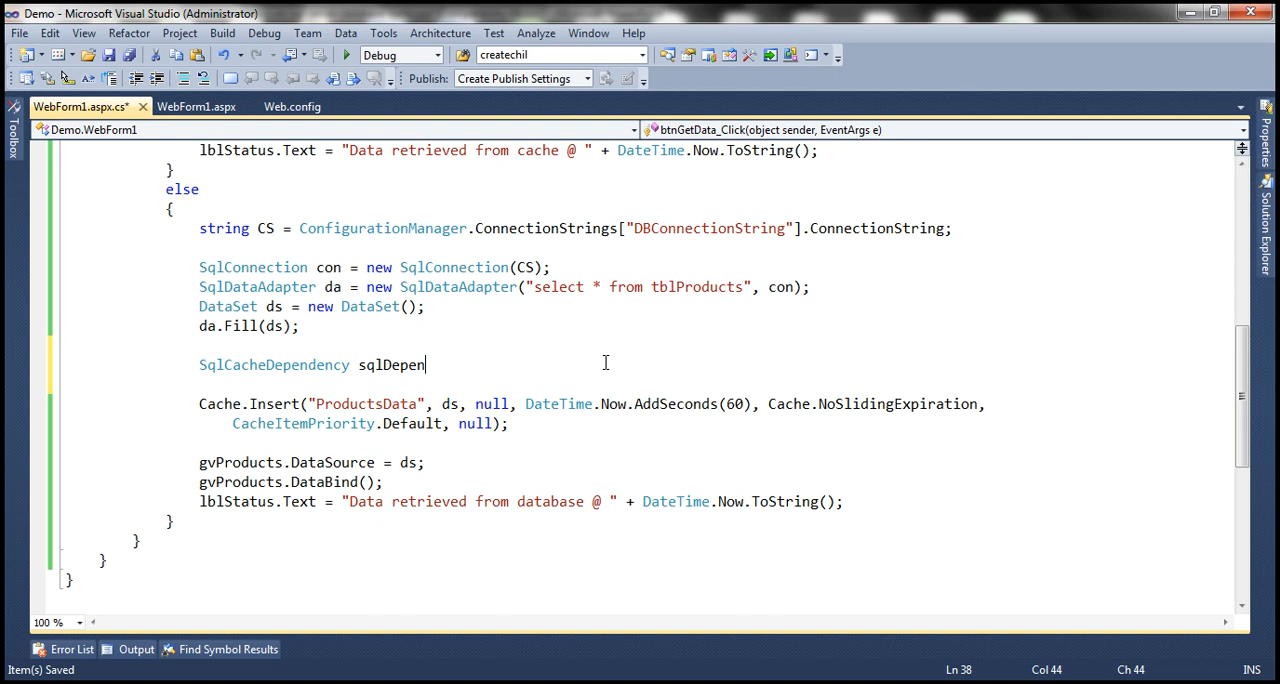 Demo - Microsoft Visual Studio (Administrator)
File Edit View Refactor Project Build Debug Team Data Tools Architecture Test Analyze Window Help
Debug createchil
Publish: Create Publish Settings
WebForm1.aspx.cs* WebForm1.aspx Web.config
Demo.WebForm1 btnGetData_Click(object sender, EventArgs e)
Toolbox
Properties
Solution Explorer
lblStatus.Text = "Data retrieved from cache @ " + DateTime.Now.ToString();
}
else
{
string CS = ConfigurationManager.ConnectionStrings["DBConnectionString"].ConnectionString;
SqlConnection con = new SqlConnection(CS);
SqlDataAdapter da = new SqlDataAdapter("select * from tblProducts", con);
DataSet ds = new DataSet();
da.Fill(ds);
SqlCacheDependency sqlDepen
Cache.Insert("ProductsData", ds, null, DateTime.Now.AddSeconds(60), Cache.NoSlidingExpiration,
CacheItemPriority.Default, null);
gvProducts.DataSource = ds;
gvProducts.DataBind();
lblStatus.Text = "Data retrieved from database @ " + DateTime.Now.ToString();
}
}
}
}
100 %
Error List Output Find Symbol Results
Item(s) Saved Ln 38 Col 44 Ch 44 INS